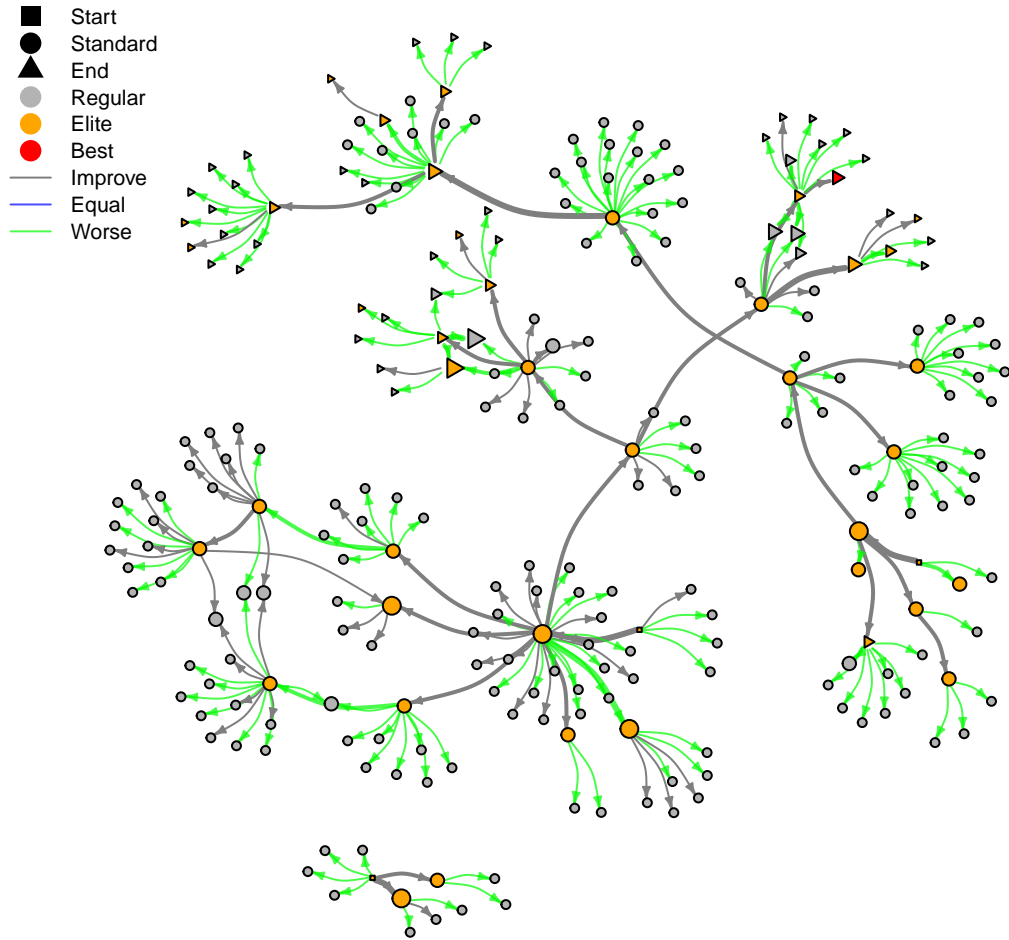 Start
Standard
End
Regular
Elite
Best
Improve
Equal
Worse